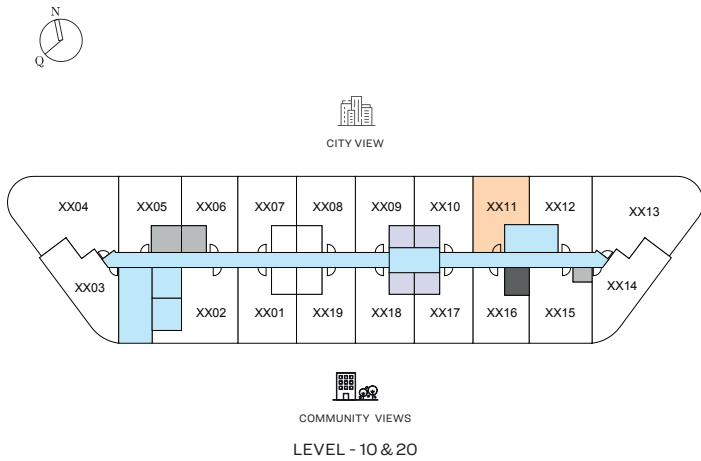 N
Q
CITY VIEW
XX04 XX05 XX06 XX07 XX08 XX09 XX10 XX11 XX12 XX13
XX03 XX02 XX01 XX19 XX18 XX17 XX16 XX15 XX14
COMMUNITY VIEWS
LEVEL - 10 & 20